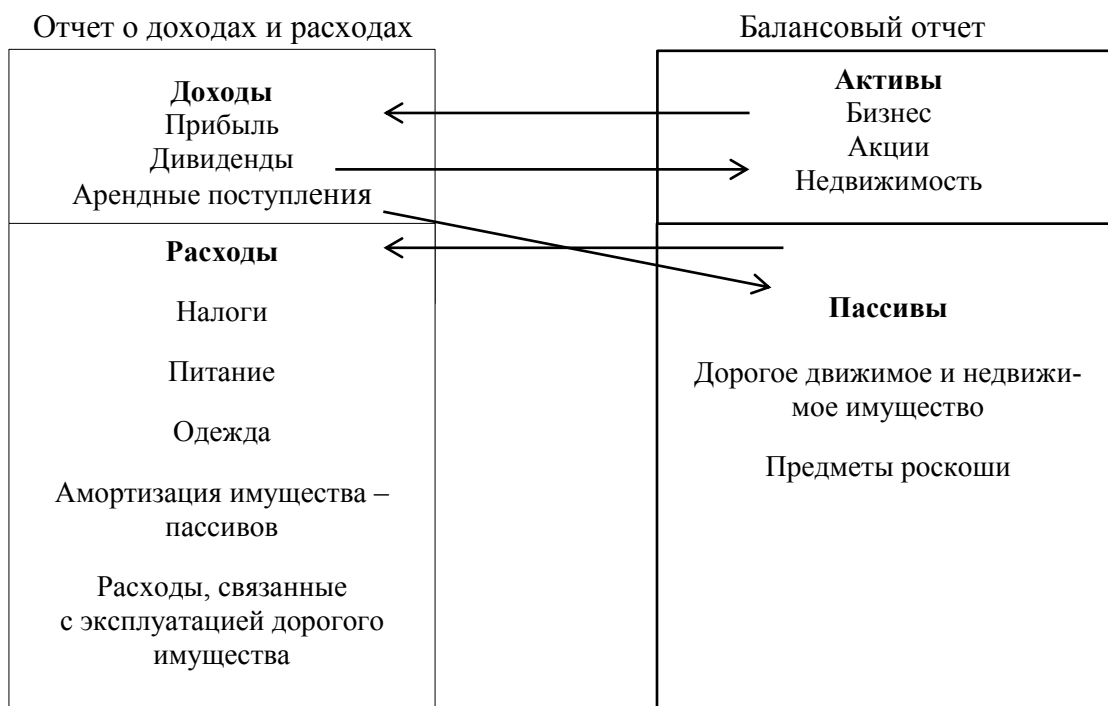 Отчет о доходах и расходах
Доходы
Прибыль
Дивиденды
Арендные поступления
Расходы
Налоги
Питание
Одежда
Амортизация имущества –
пассивов
Расходы, связанные
с эксплуатацией дорогого
имущества
Балансовый отчет
Активы
Бизнес
Акции
Недвижимость
Пассивы
Дорогое движимое и недвижи-
мое имущество
Предметы роскоши